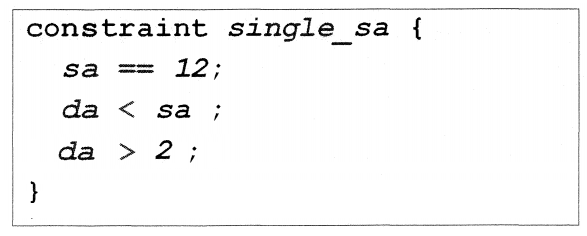 constraint single_sa {
sa == 12;
da < sa ;
da > 2 ;
}